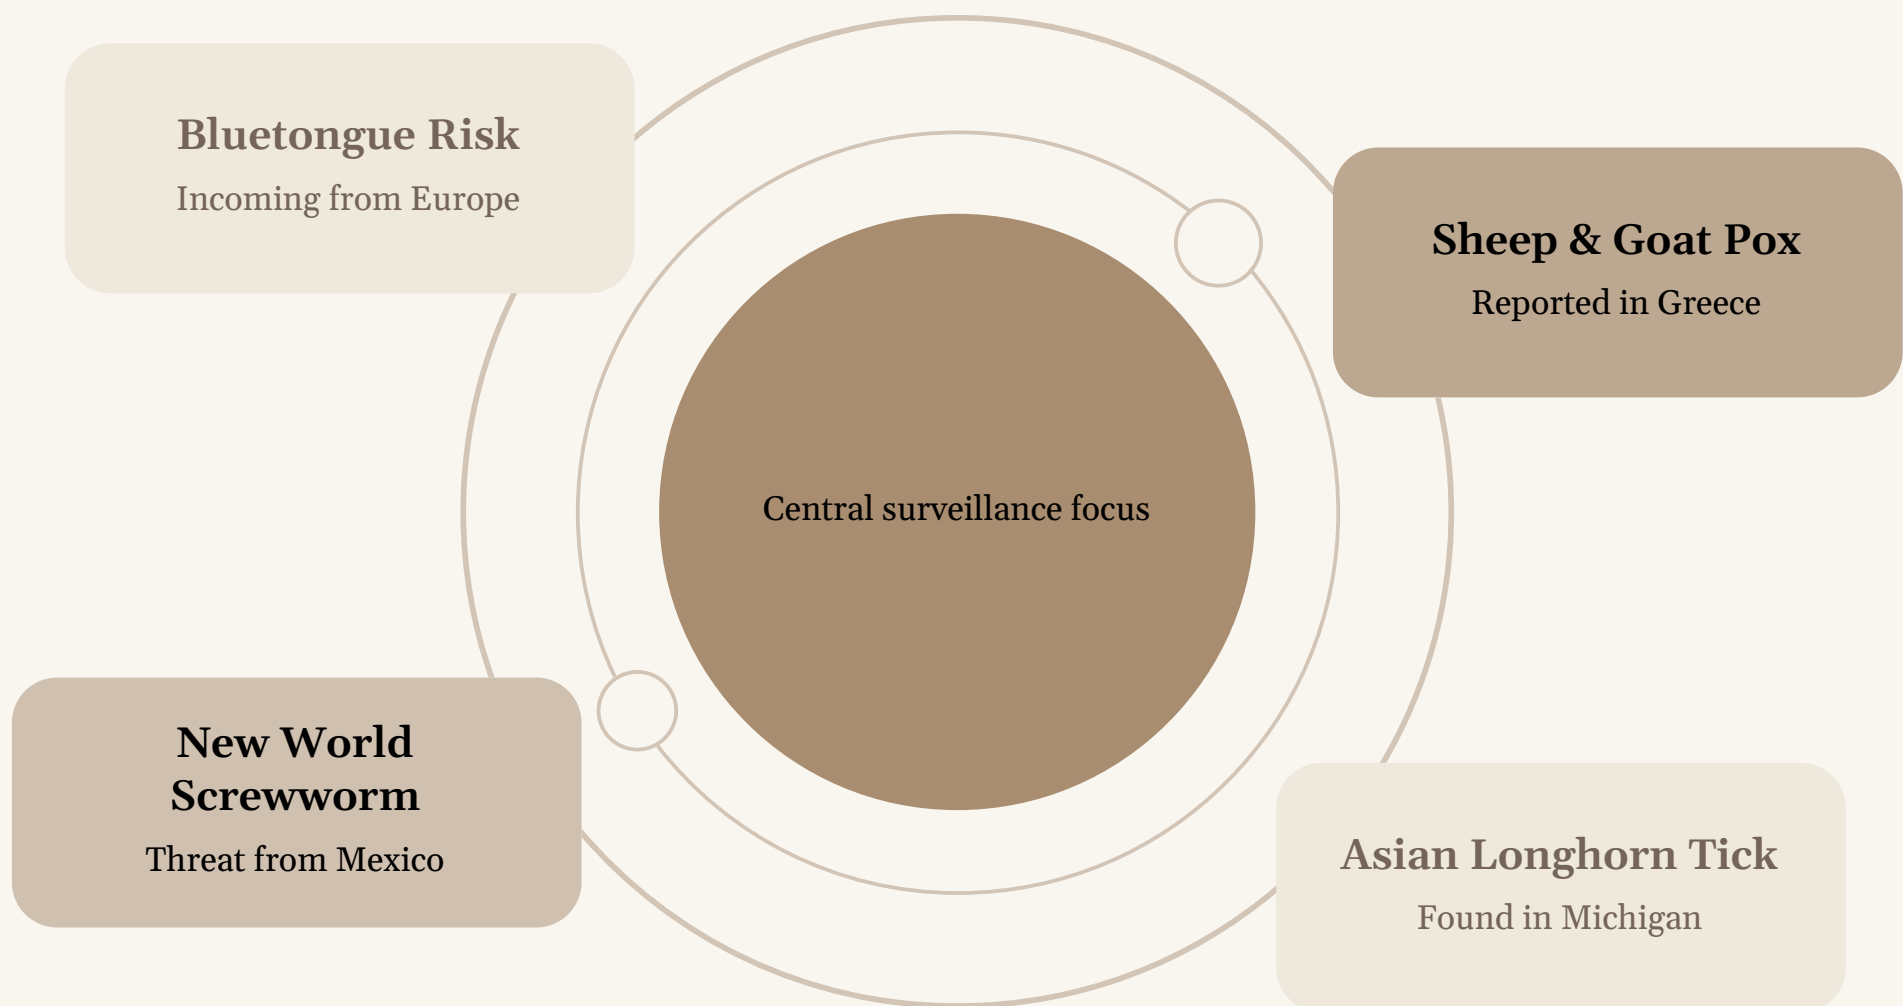 Bluetongue Risk
Incoming from Europe
Sheep & Goat Pox
Reported in Greece
Central surveillance focus
New World
Screwworm
Threat from Mexico
Asian Longhorn Tick
Found in Michigan